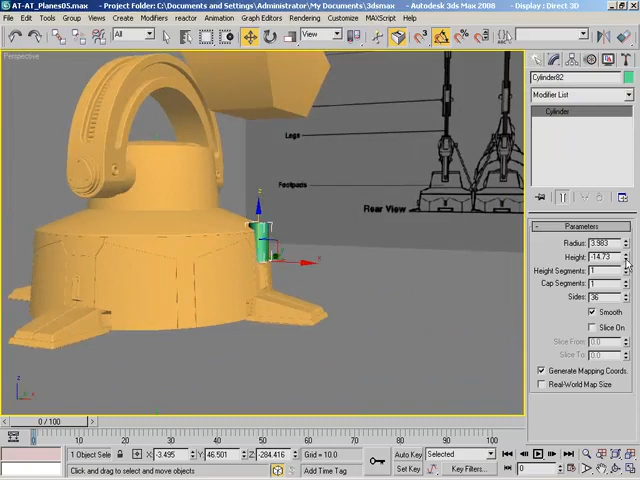 AT-AT_Planes05.max - Project Folder: C:\Documents and Settings\Administrator\My Documents\3dsmax - Autodesk 3ds Max 2008 - Display : Direct 3D
File Edit Tools Group Views Create Modifiers reactor Animation Graph Editors Rendering Customize MAXScript Help
All View
Perspective
Cylinder82
Modifier List
Cylinder
Legs
Footpads
Rear View
z
x
Parameters
Radius: 3.983
Height: -14.73
Height Segments: 1
Cap Segments: 1
Sides: 36
Smooth
Slice On
Slice From: 0.0
Slice To: 0.0
Generate Mapping Coords.
Real-World Map Size
0 / 100
0 10 20 30 40 50 60 70 80 90 100
1 Object Sele X: -3.495 Y: 46.501 Z: -284.416 Grid = 10.0 Auto Key Selected
Click and drag to select and move objects Add Time Tag Set Key Key Filters... 0